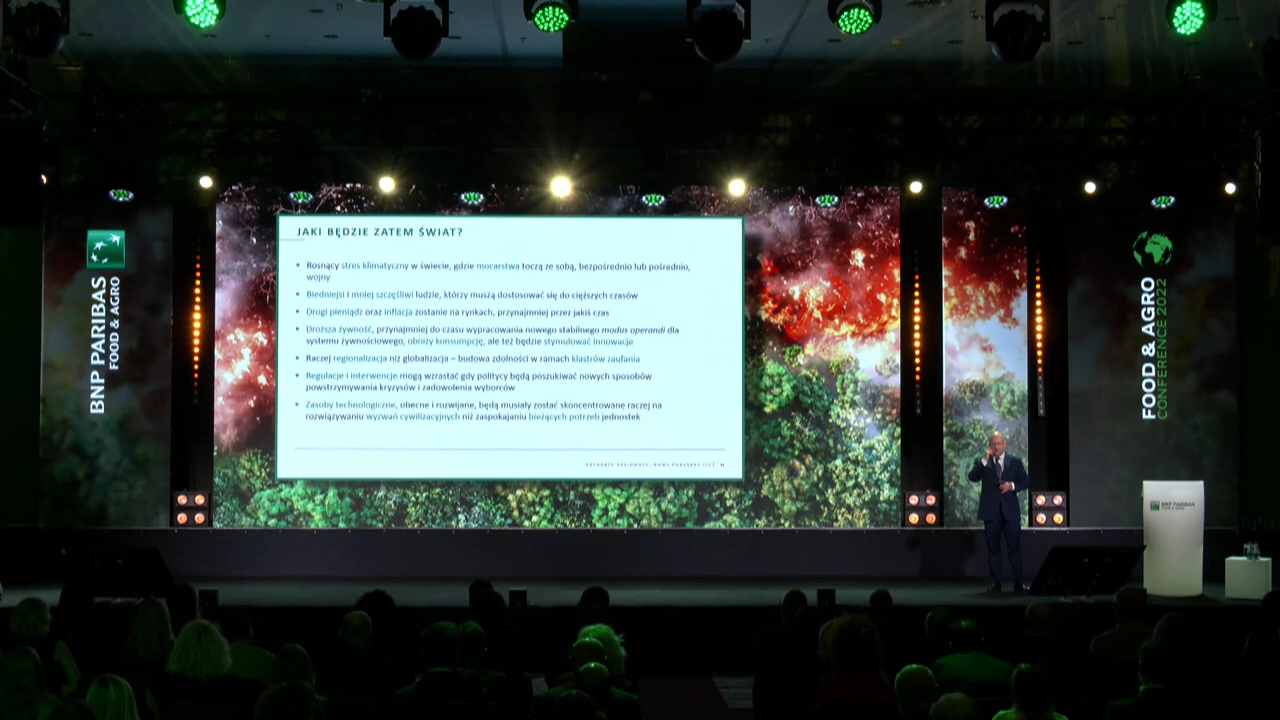 JAKI BĘDZIE ZATEM ŚWIAT?
Rosnący stres klimatyczny w świecie, gdzie mocarstwa toczą ze sobą, bezpośrednio lub pośrednio,
wojny
Biedniejsi i mniej szczęśliwi ludzie, którzy muszą dostosować się do cięższych czasów
Drogi pieniądz oraz inflacja zostanie na rynkach, przynajmniej przez jakiś czas
Droższa żywność, przynajmniej do czasu wypracowania nowego stabilnego modus operandi dla
systemu żywnościowego, obniży konsumpcję, ale też będzie stymulować innowacje
Raczej regionalizacja niż globalizacja – budowa zdolności w ramach klastrów zaufania
Regulacje i interwencje mogą wzrastać gdy politycy będą poszukiwać nowych sposobów
powstrzymywania kryzysów i zadowolenia wyborców
Zasoby technologiczne, obecne i rozwijane, będą musiały zostać skoncentrowane raczej na
rozwiązywaniu wyzwań cywilizacyjnych niż zaspokajaniu bieżących potrzeb jednostek
BNP PARIBAS
FOOD & AGRO
FOOD & AGRO
CONFERENCE 2022
BNP PARIBAS